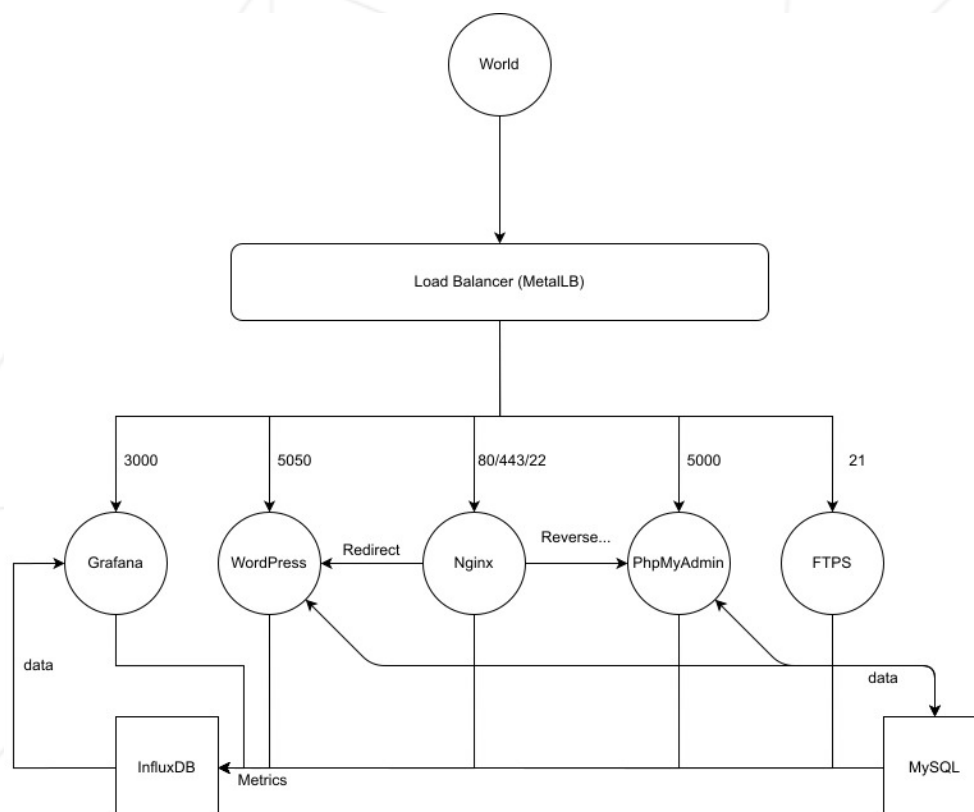 World
Load Balancer (MetalLB)
3000
5050
80/443/22
5000
21
Grafana
WordPress
Redirect
Nginx
Reverse...
PhpMyAdmin
FTPS
data
data
InfluxDB
Metrics
MySQL